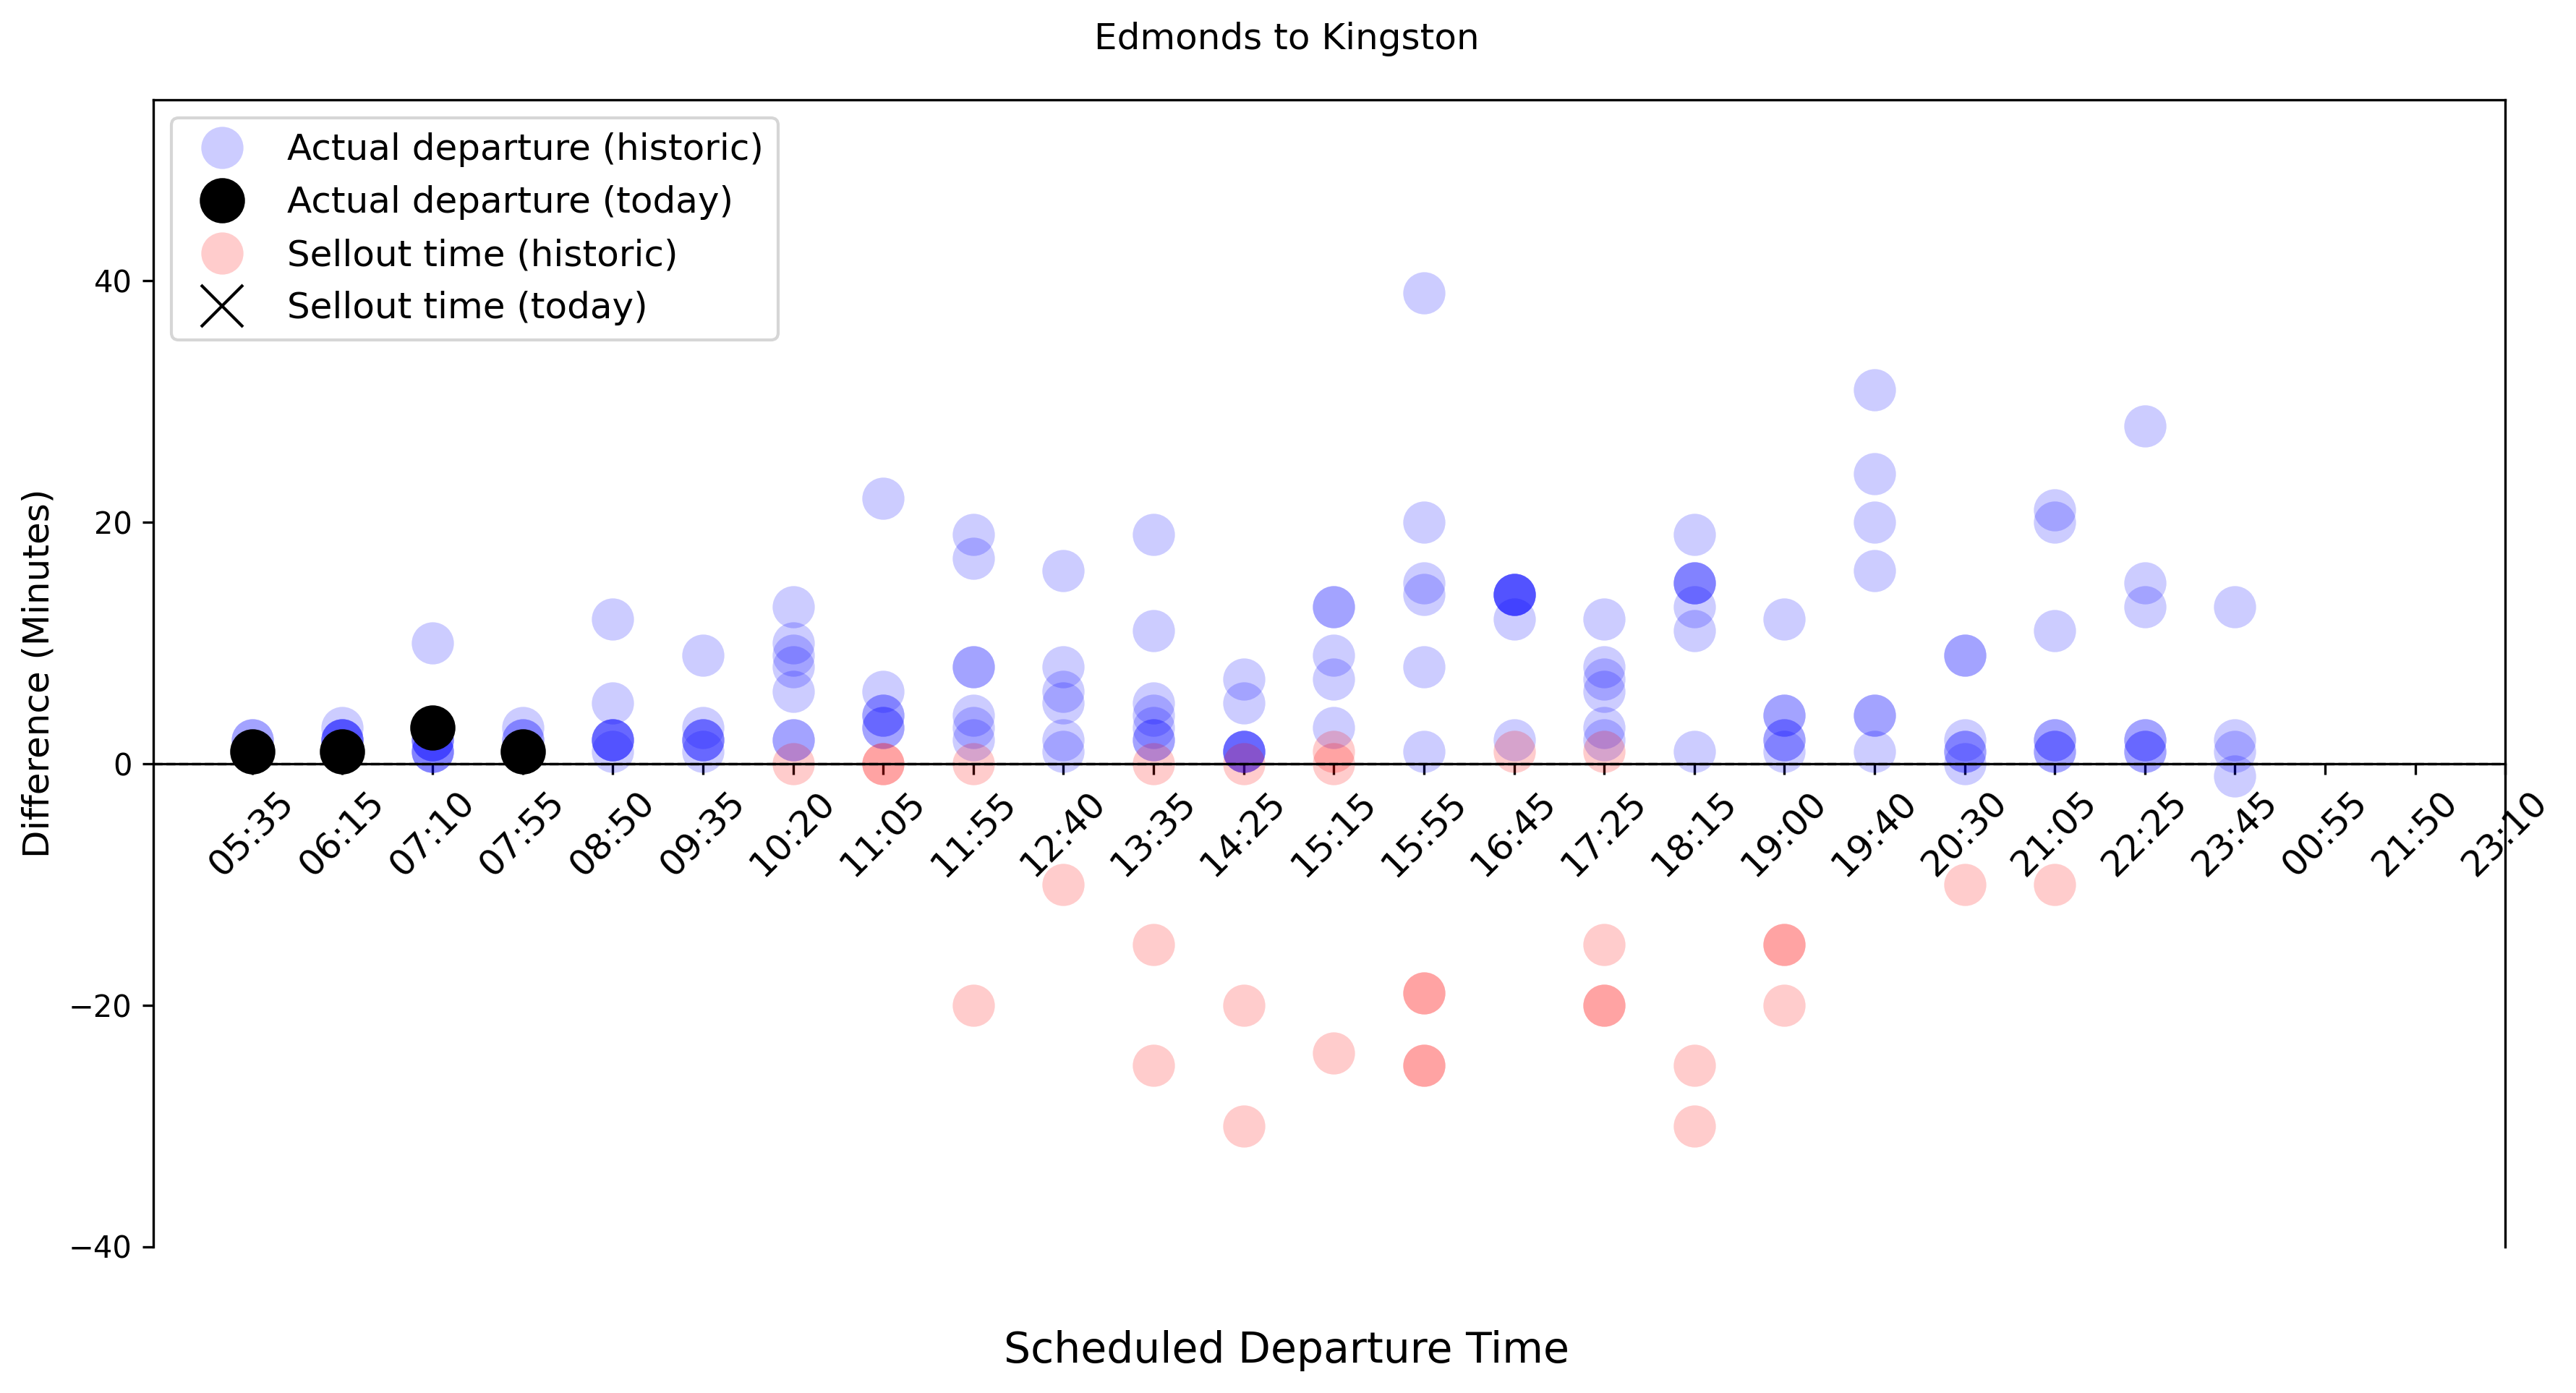 Edmonds to Kingston
Actual departure (historic)
Actual departure (today)
Sellout time (historic)
Sellout time (today)
Difference (Minutes)
40
20
0
−20
−40
05:35 06:15 07:10 07:55 08:50 09:35 10:20 11:05 11:55 12:40 13:35 14:25 15:15 15:55 16:45 17:25 18:15 19:00 19:40 20:30 21:05 22:25 23:45 00:55 21:50 23:10
Scheduled Departure Time